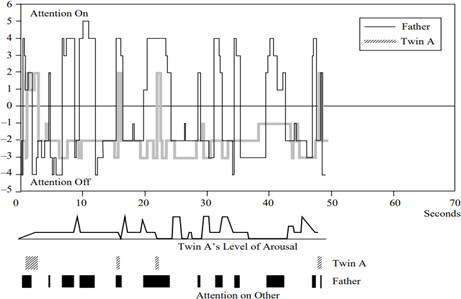 6
Attention On
5
4
3
2
1
0
−1
−2
−3
−4
Attention Off
−5
Father
Twin A
0 10 20 30 40 50 60 70
Seconds
Twin A's Level of Arousal
Twin A
Father
Attention on Other